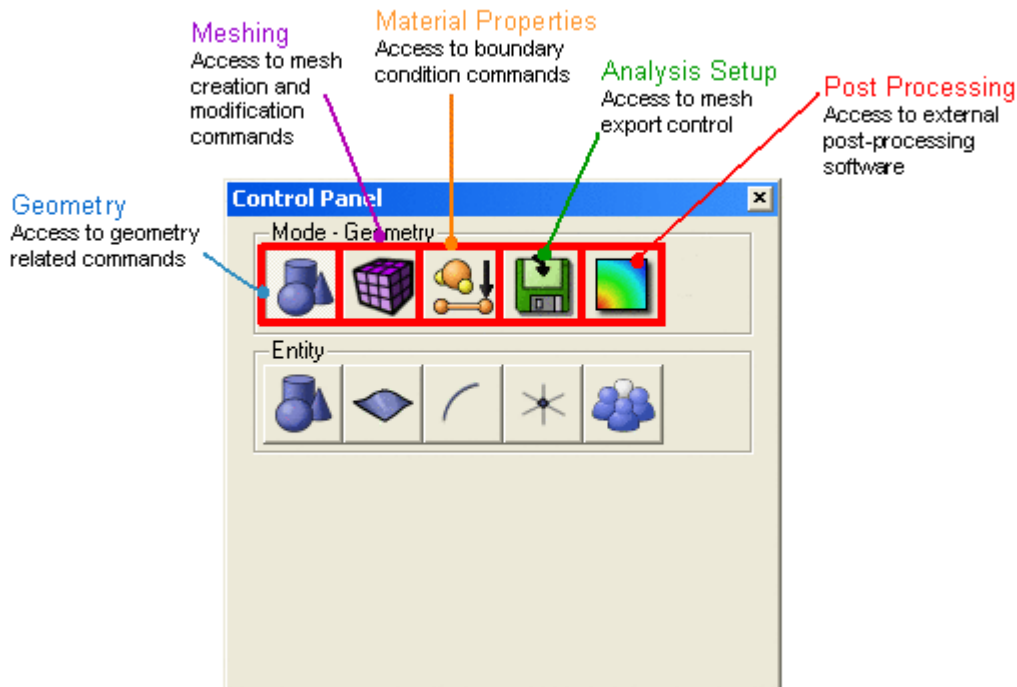 Meshing
Access to mesh
creation and
modification
commands
Material Properties
Access to boundary
condition commands
Analysis Setup
Access to mesh
export control
Post Processing
Access to external
post-processing
software
Geometry
Access to geometry
related commands
Control Panel
Mode - Geometry
Entity